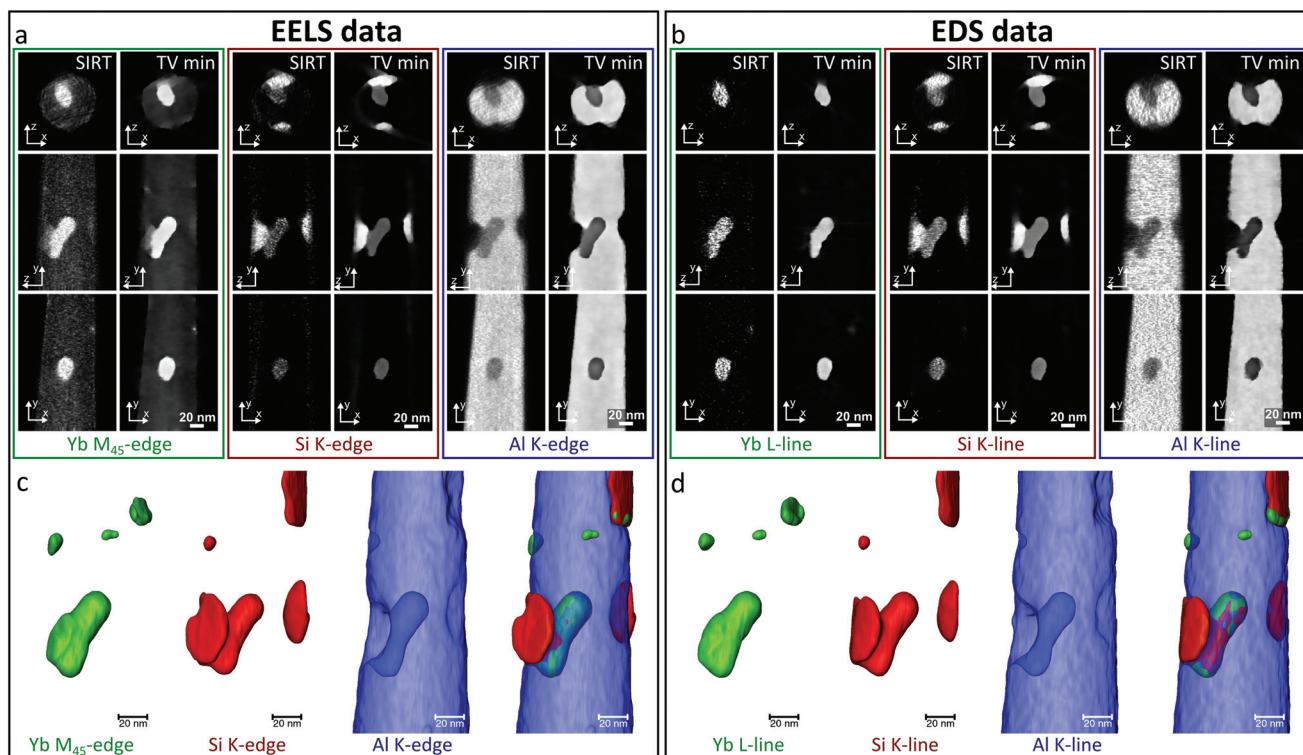 a
EELS data
SIRT TV min SIRT TV min SIRT TV min
z x z x z x z x z x z x
y z y z y z y z y z y z
y x y x y x y x y x y x
20 nm 20 nm 20 nm
Yb M₄₅-edge Si K-edge Al K-edge
b
EDS data
SIRT TV min SIRT TV min SIRT TV min
z x z x z x z x z x z x
y z y z y z y z y z y z
y x y x y x y x y x y x
20 nm 20 nm 20 nm
Yb L-line Si K-line Al K-line
c
20 nm 20 nm 20 nm 20 nm
Yb M₄₅-edge Si K-edge Al K-edge
d
20 nm 20 nm 20 nm 20 nm
Yb L-line Si K-line Al K-line